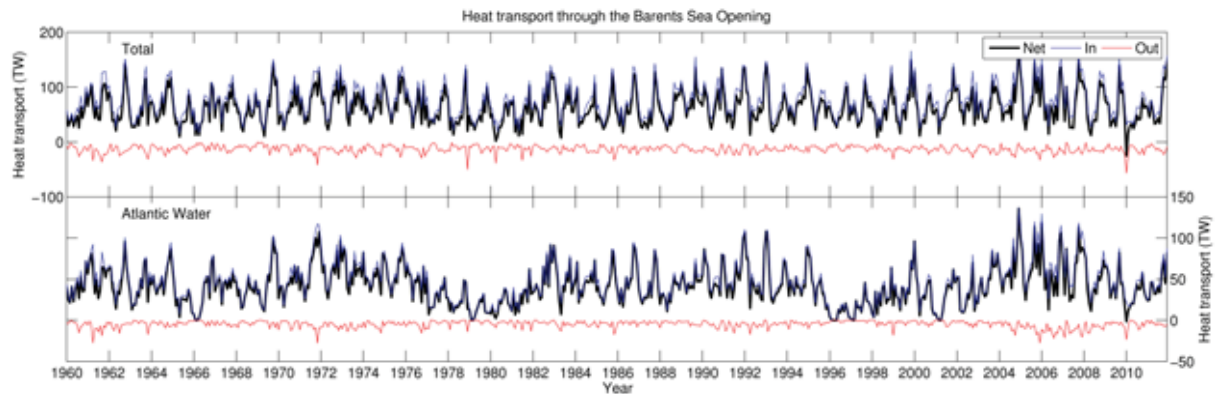 Heat transport through the Barents Sea Opening
Total
Net In Out
200
100
0
−100
Heat transport (TW)
Atlantic Water
150
100
50
0
−50
Heat transport (TW)
1960 1962 1964 1966 1968 1970 1972 1974 1976 1978 1980 1982 1984 1986 1988 1990 1992 1994 1996 1998 2000 2002 2004 2006 2008 2010
Year